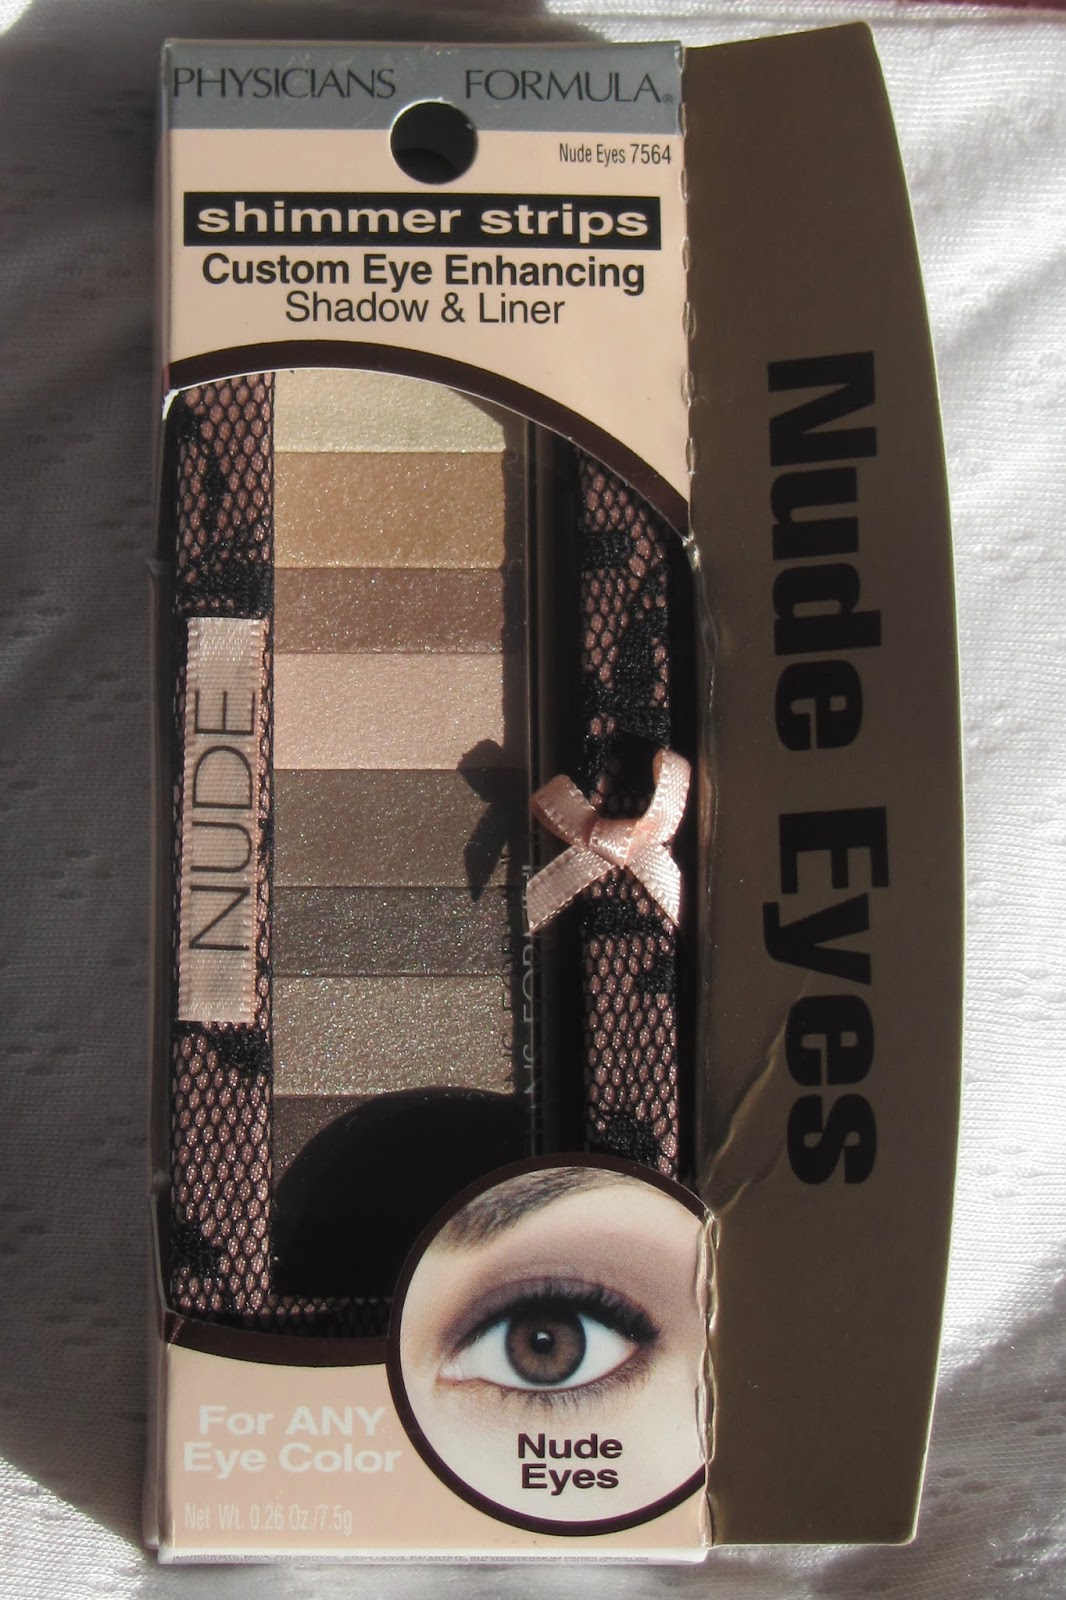 PHYSICIANS FORMULA®
Nude Eyes 7564
shimmer strips
Custom Eye Enhancing
Shadow & Liner
NUDE
Nude Eyes
For ANY
Eye Color
Net Wt. 0.26 Oz./7.5g
Nude
Eyes